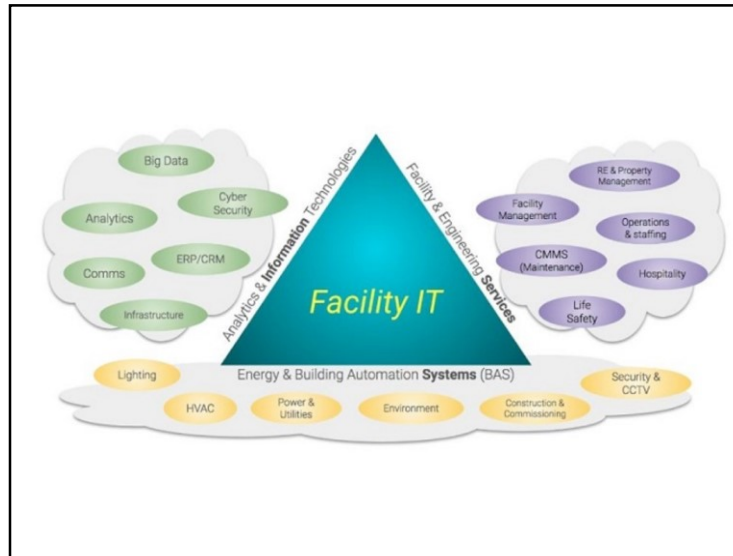 Big Data
Cyber
Security
Analytics
ERP/CRM
Comms
Infrastructure
Analytics & Information Technologies
Facility IT
Facility & Engineering Services
RE & Property
Management
Facility
Management
Operations
& staffing
CMMS
(Maintenance)
Hospitality
Life
Safety
Energy & Building Automation Systems (BAS)
Lighting
HVAC
Power &
Utilities
Environment
Construction &
Commissioning
Security &
CCTV